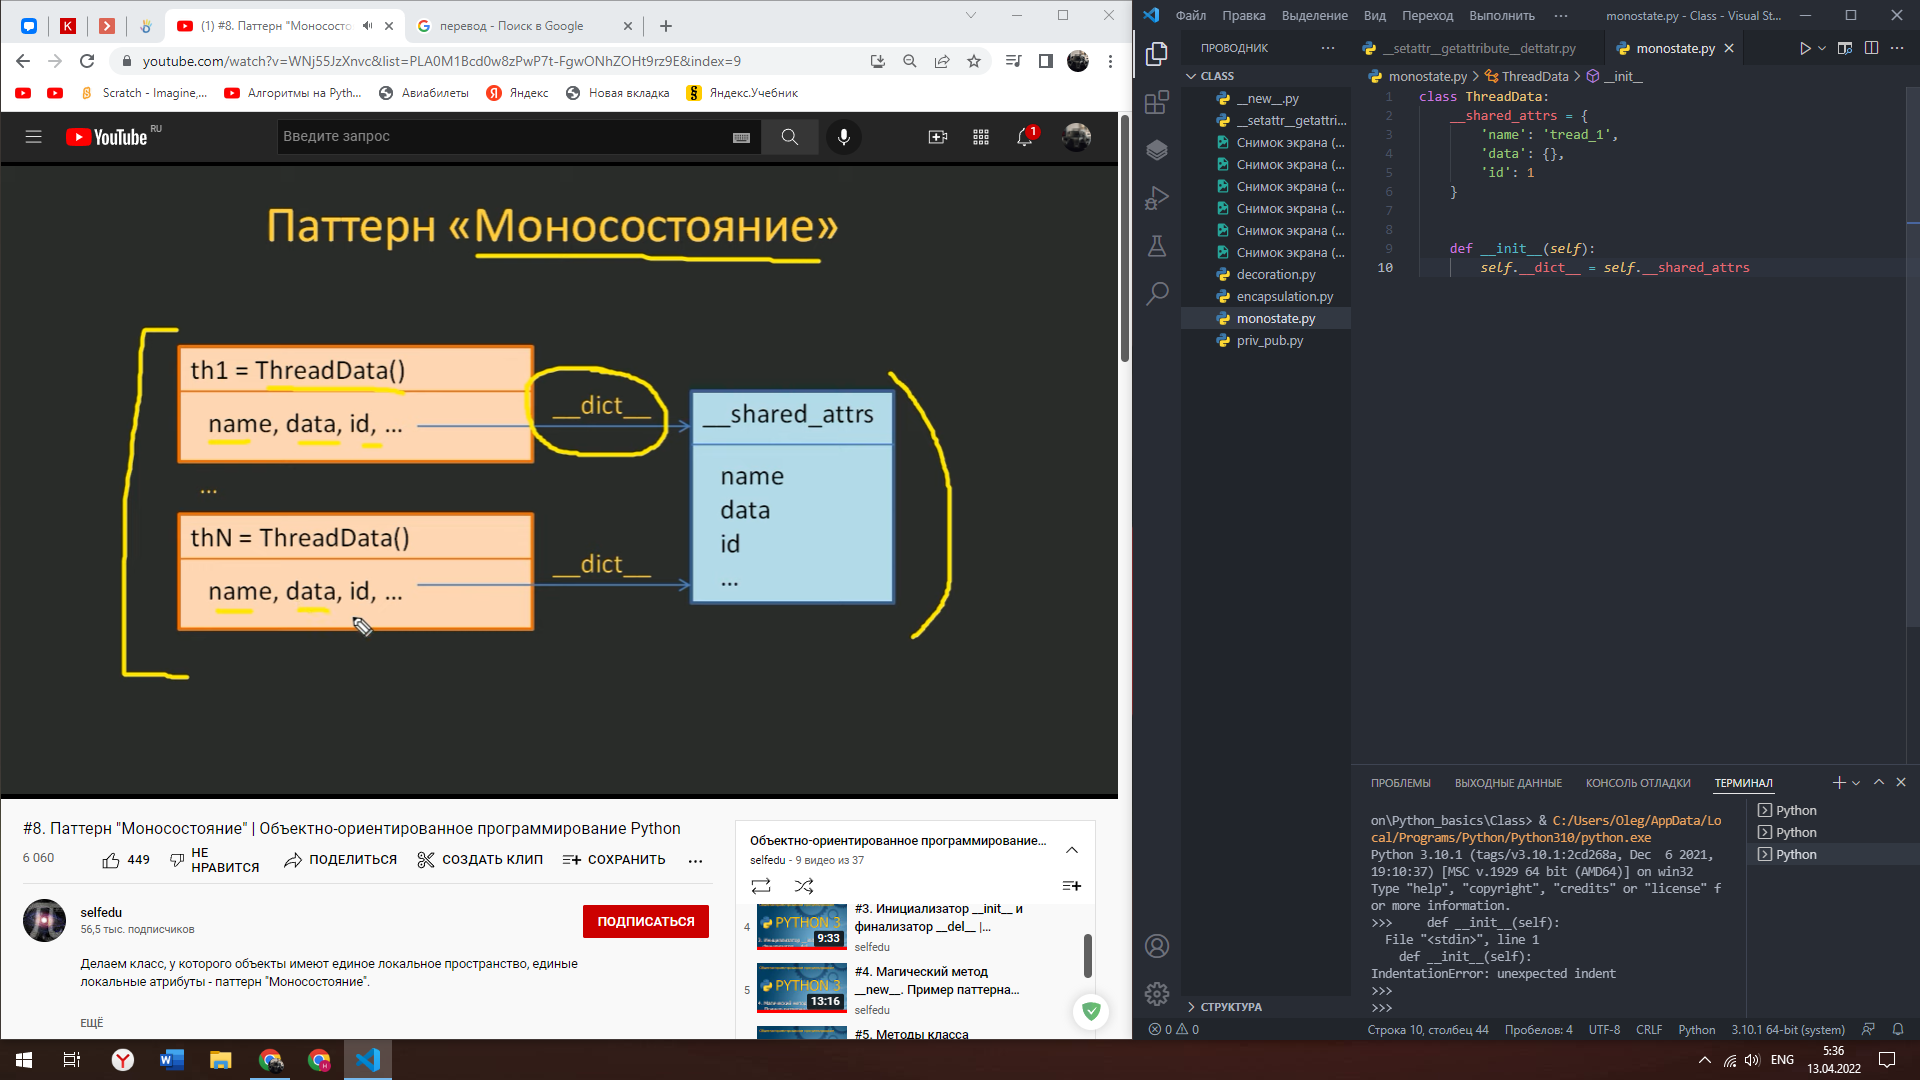 (1) #8. Паттерн "Моносостo
перевод - Поиск в Google
youtube.com/watch?v=WNj55JzXnvc&list=PLA0M1Bcd0w8zPwP7t-FgwONhZOHt9rz9E&index=9
Scratch - Imagine,...
Алгоритмы на Pyth...
Авиабилеты
Яндекс
Новая вкладка
Яндекс.Учебник
YouTube RU
Введите запрос
1
Паттерн «Моносостояние»
th1 = ThreadData()
name, data, id, ...
__dict__
__shared_attrs
name
data
id
...
...
thN = ThreadData()
name, data, id, ...
__dict__
#8. Паттерн "Моносостояние" | Объектно-ориентированное программирование Python
6 060
449
НЕ НРАВИТСЯ
ПОДЕЛИТЬСЯ
СОЗДАТЬ КЛИП
СОХРАНИТЬ
...
selfedu
56,5 тыс. подписчиков
ПОДПИСАТЬСЯ
Делаем класс, у которого объекты имеют единое локальное пространство, единые
локальные атрибуты - паттерн "Моносостояние".
ЕЩЁ
Объектно-ориентированное программирование...
selfedu - 9 видео из 37
4
PYTHON 3
9:33
#3. Инициализатор __init__ и
финализатор __del__ |...
selfedu
5
PYTHON 3
13:16
#4. Магический метод
__new__. Пример паттерна...
selfedu
#5. Методы класса
Файл
Правка
Выделение
Вид
Переход
Выполнить
...
monostate.py - Class - Visual St...
ПРОВОДНИК
...
CLASS
__new__.py
__setattr__getattri...
Снимок экрана (...
Снимок экрана (...
Снимок экрана (...
Снимок экрана (...
Снимок экрана (...
Снимок экрана (...
decoration.py
encapsulation.py
monostate.py
priv_pub.py
СТРУКТУРА
__setattr__getattribute__dettatr.py
monostate.py
monostate.py > ThreadData > __init__
1 class ThreadData:
2 __shared_attrs = {
3 'name': 'tread_1',
4 'data': {},
5 'id': 1
6 }
7
8
9 def __init__(self):
10 self.__dict__ = self.__shared_attrs
ПРОБЛЕМЫ
ВЫХОДНЫЕ ДАННЫЕ
КОНСОЛЬ ОТЛАДКИ
ТЕРМИНАЛ
on\Python_basics\Class> & C:/Users/Oleg/AppData/Lo
cal/Programs/Python/Python310/python.exe
Python 3.10.1 (tags/v3.10.1:2cd268a, Dec  6 2021,
19:10:37) [MSC v.1929 64 bit (AMD64)] on win32
Type "help", "copyright", "credits" or "license" f
or more information.
>>>     def __init__(self):
File "<stdin>", line 1
def __init__(self):
IndentationError: unexpected indent
>>>
>>>
Python
Python
Python
0 0
Строка 10, столбец 44
Пробелов: 4
UTF-8
CRLF
Python
3.10.1 64-bit (system)
ENG
5:36
13.04.2022